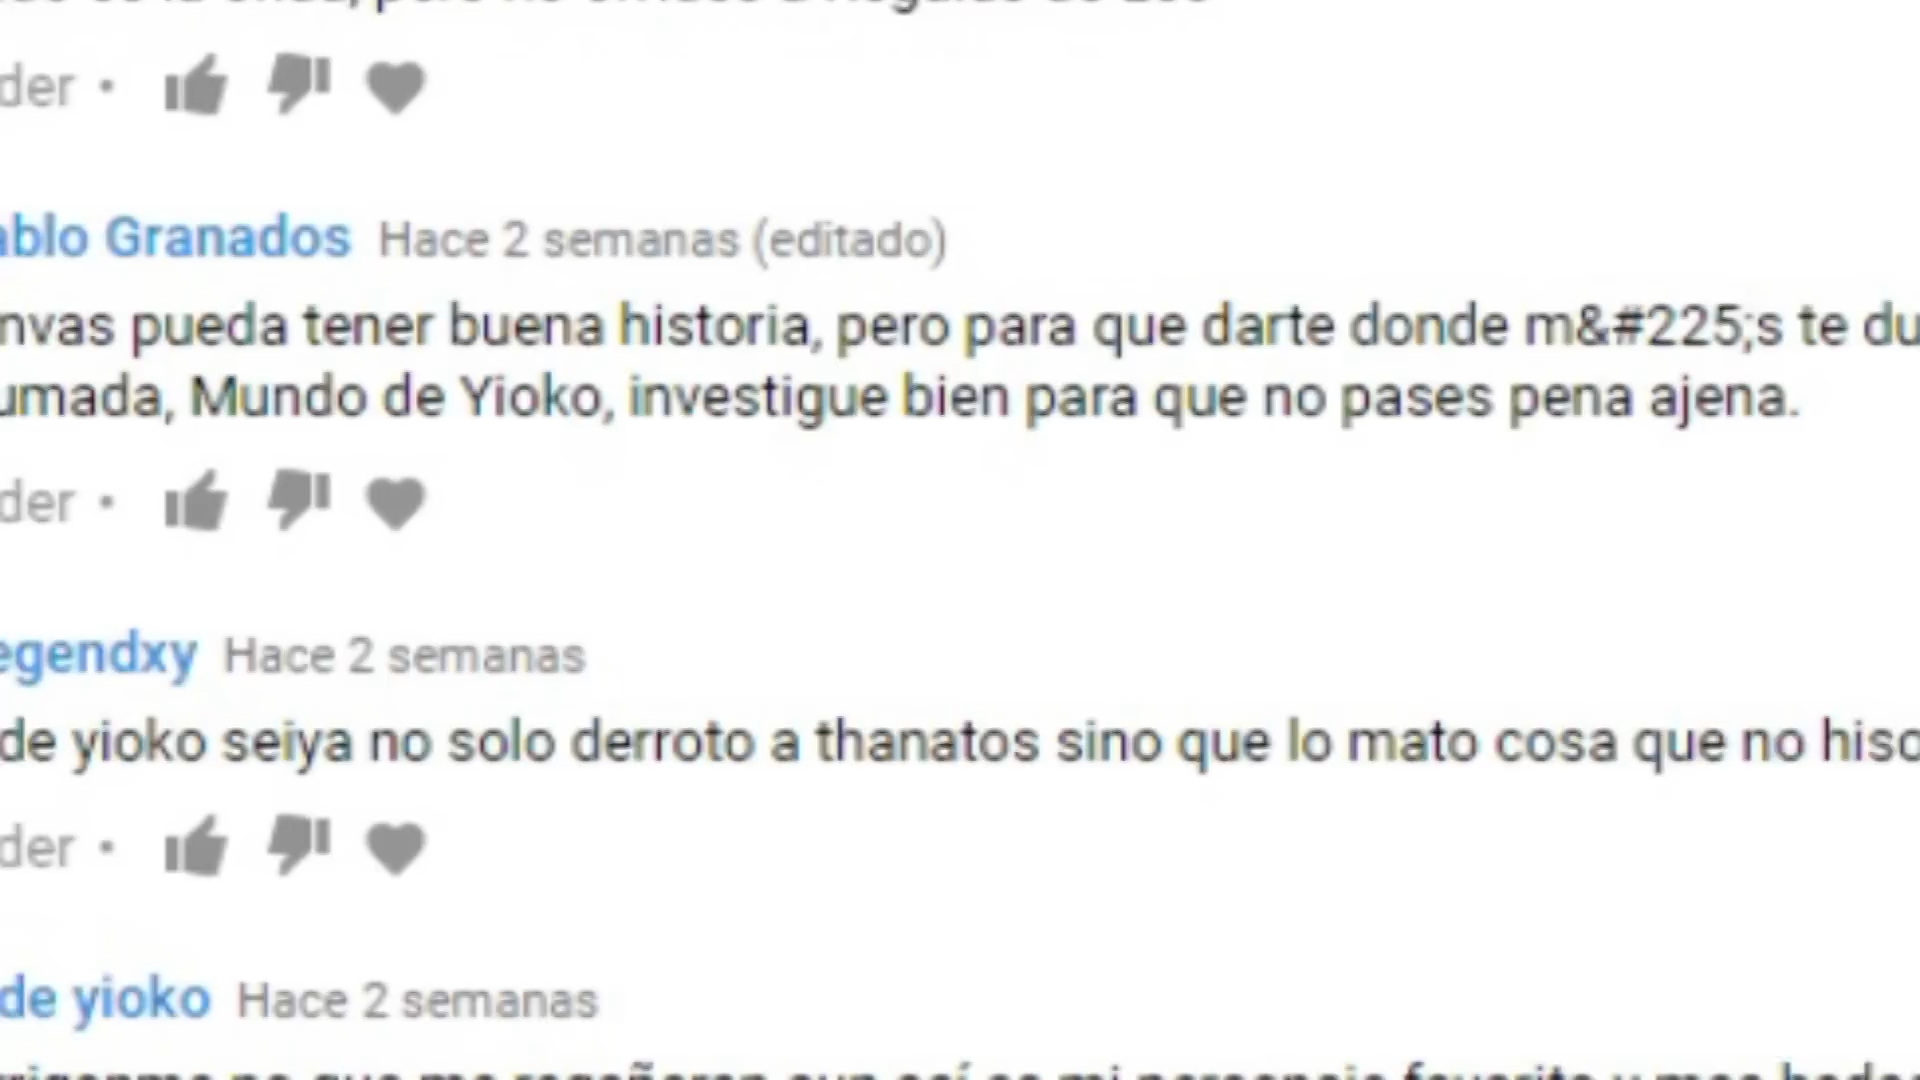 der •
ablo Granados Hace 2 semanas (editado)
nvas pueda tener buena historia, pero para que darte donde m&#225;s te du
umada, Mundo de Yioko, investigue bien para que no pases pena ajena.
der •
egendxy Hace 2 semanas
de yioko seiya no solo derroto a thanatos sino que lo mato cosa que no hiso
der •
de yioko Hace 2 semanas